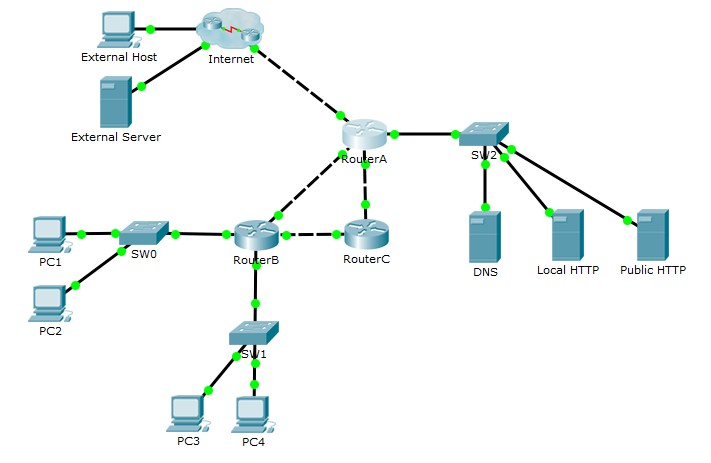 External Host
Internet
External Server
RouterA
SW2
PC1
SW0
RouterB
RouterC
DNS
Local HTTP
Public HTTP
PC2
SW1
PC3
PC4